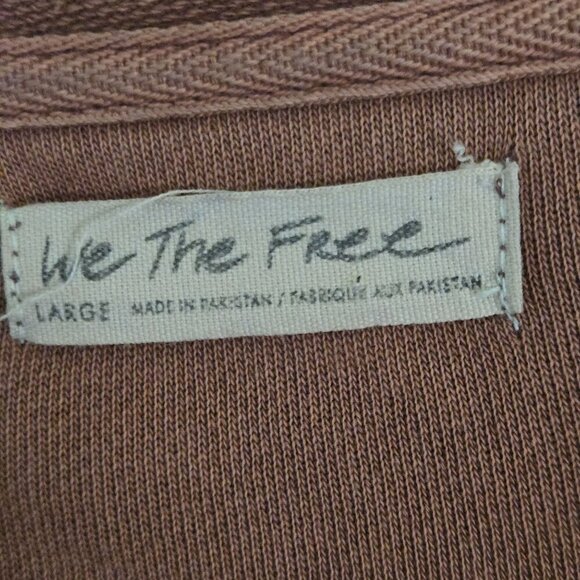 We The Free
LARGE MADE IN PAKISTAN / FABRIQUÉ AUX PAKISTAN